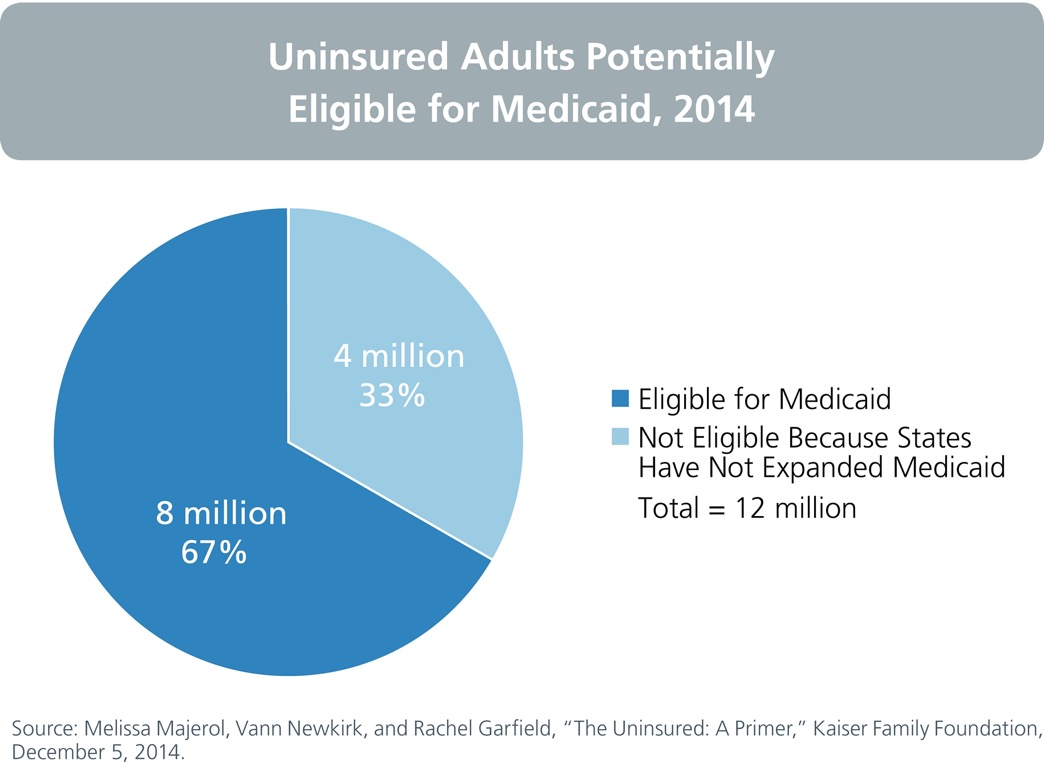 Uninsured Adults Potentially
Eligible for Medicaid, 2014
4 million
33%
8 million
67%
Eligible for Medicaid
Not Eligible Because States
Have Not Expanded Medicaid
Total = 12 million
Source: Melissa Majerol, Vann Newkirk, and Rachel Garfield, “The Uninsured: A Primer,” Kaiser Family Foundation,
December 5, 2014.